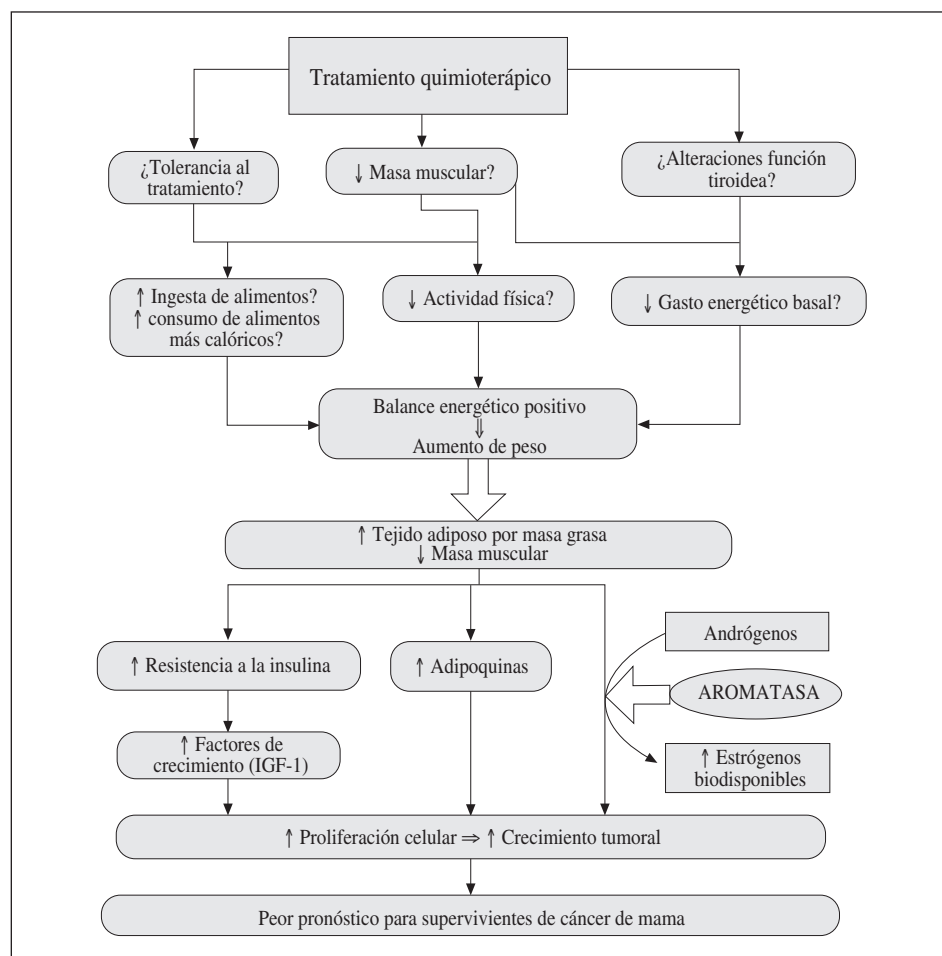 Tratamiento quimioterápico
¿Tolerancia al
tratamiento?
↓ Masa muscular?
¿Alteraciones función
tiroidea?
↑ Ingesta de alimentos?
↑ consumo de alimentos
más calóricos?
↓ Actividad física?
↓ Gasto energético basal?
Balance energético positivo
⇓
Aumento de peso
↑ Tejido adiposo por masa grasa
↓ Masa muscular
↑ Resistencia a la insulina
↑ Adipoquinas
Andrógenos
AROMATASA
↑ Factores de
crecimiento (IGF-1)
↑ Estrógenos
biodisponibles
↑ Proliferación celular ⇒ ↑ Crecimiento tumoral
Peor pronóstico para supervivientes de cáncer de mama